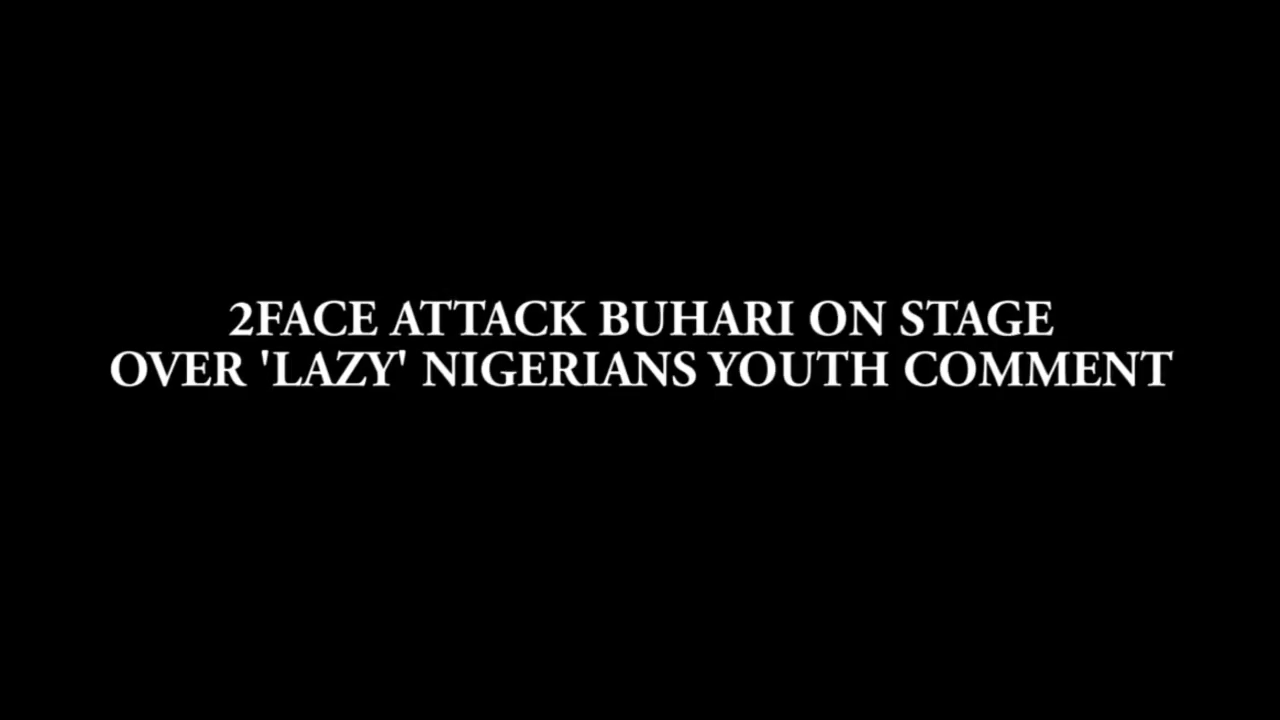 2FACE ATTACK BUHARI ON STAGE
OVER 'LAZY' NIGERIANS YOUTH COMMENT